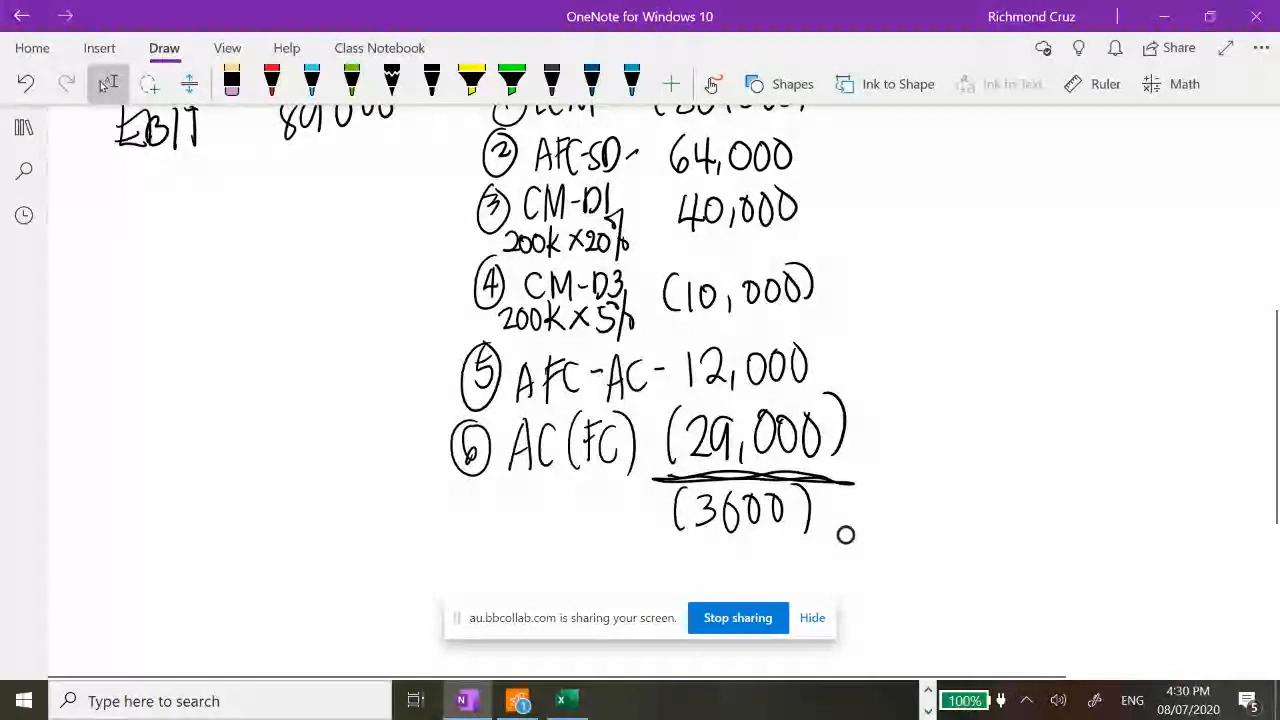 OneNote for Windows 10
Richmond Cruz
Home Insert Draw View Help Class Notebook Share
Shapes Ink to Shape Ink to Text Ruler Math
EBIT 89,000
② AFC-SD- 64,000
③ CM-D1 40,000
200k x 20%
④ CM-D3 (10,000)
200k x 5%
⑤ AFC-AC- 12,000
⑥ AC(FC) (29,000)
(3600)
au.bbcollab.com is sharing your screen. Stop sharing Hide
Type here to search
N 1 100% ENG 4:30 PM
08/07/2020 5